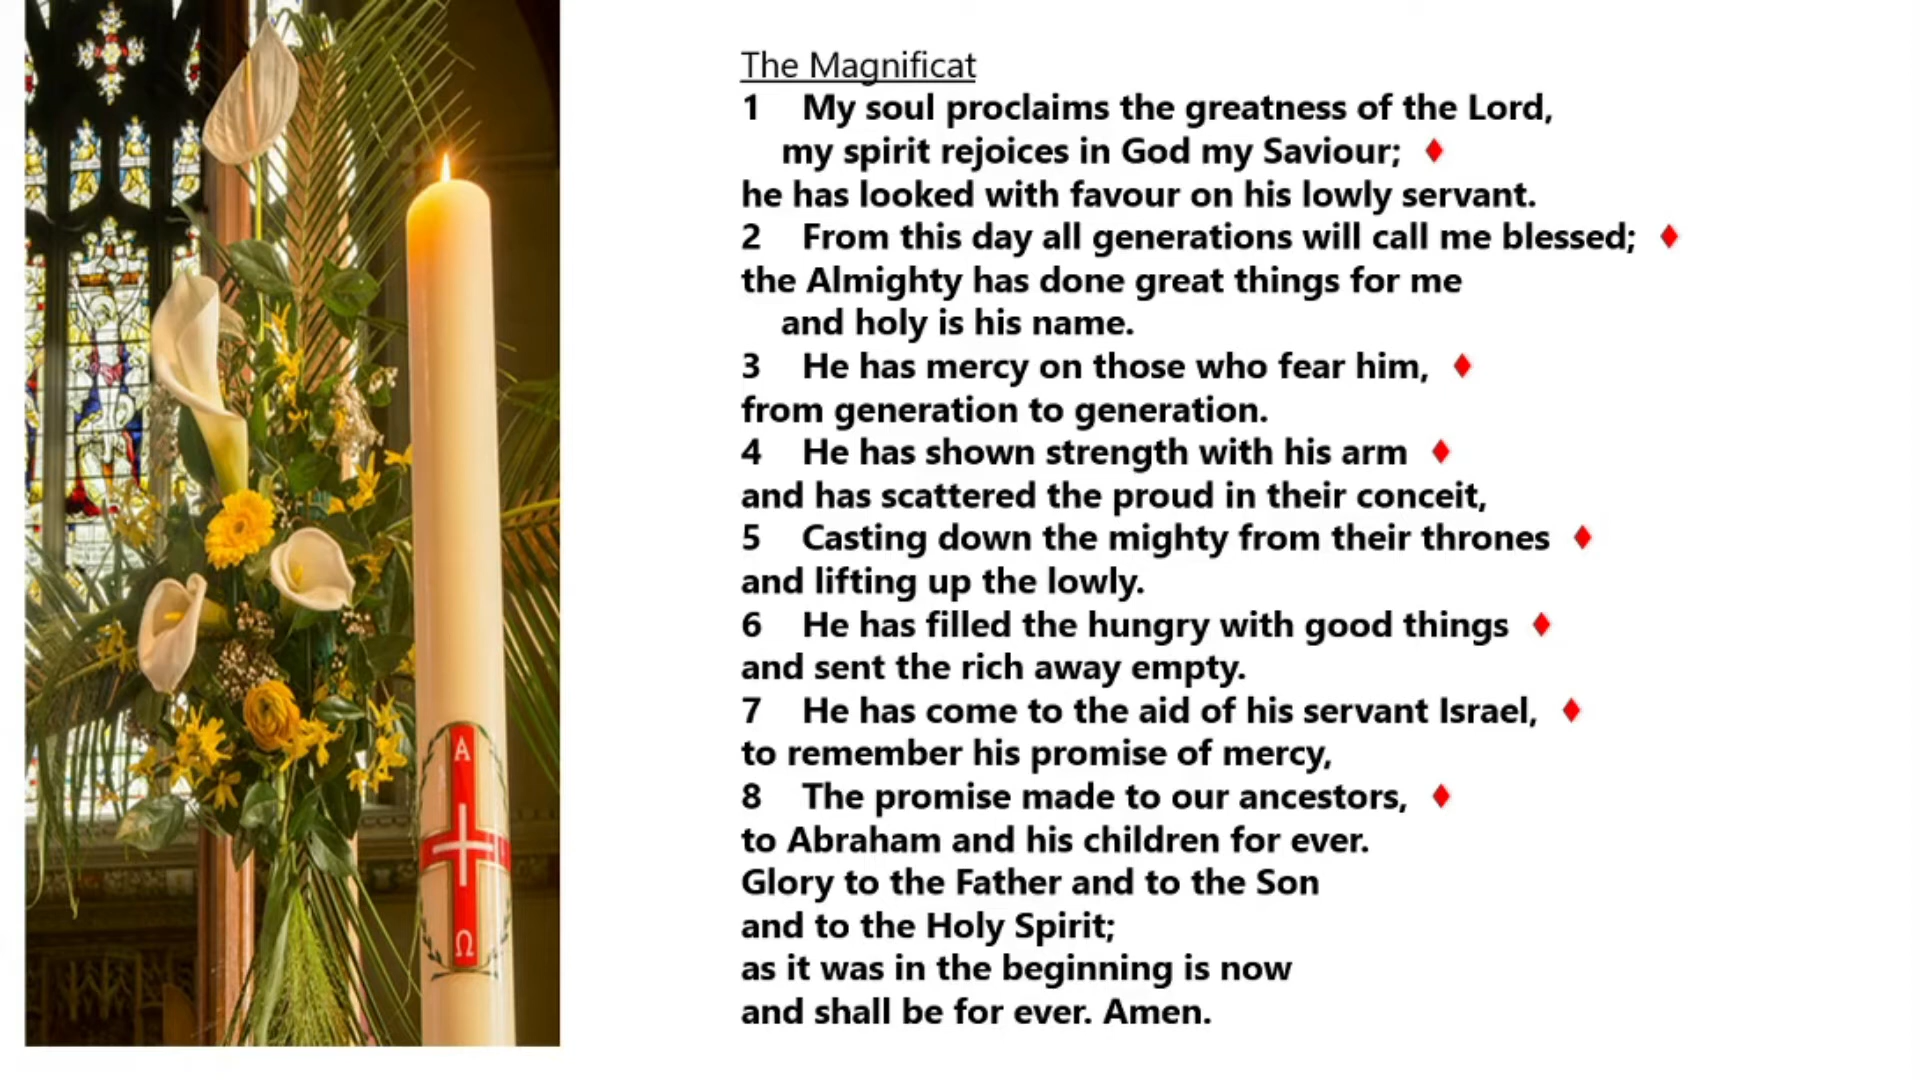 The Magnificat
1 My soul proclaims the greatness of the Lord,
my spirit rejoices in God my Saviour; ♦
he has looked with favour on his lowly servant.
2 From this day all generations will call me blessed; ♦
the Almighty has done great things for me
and holy is his name.
3 He has mercy on those who fear him, ♦
from generation to generation.
4 He has shown strength with his arm ♦
and has scattered the proud in their conceit,
5 Casting down the mighty from their thrones ♦
and lifting up the lowly.
6 He has filled the hungry with good things ♦
and sent the rich away empty.
7 He has come to the aid of his servant Israel, ♦
to remember his promise of mercy,
8 The promise made to our ancestors, ♦
to Abraham and his children for ever.
Glory to the Father and to the Son
and to the Holy Spirit;
as it was in the beginning is now
and shall be for ever. Amen.
Α
Ω